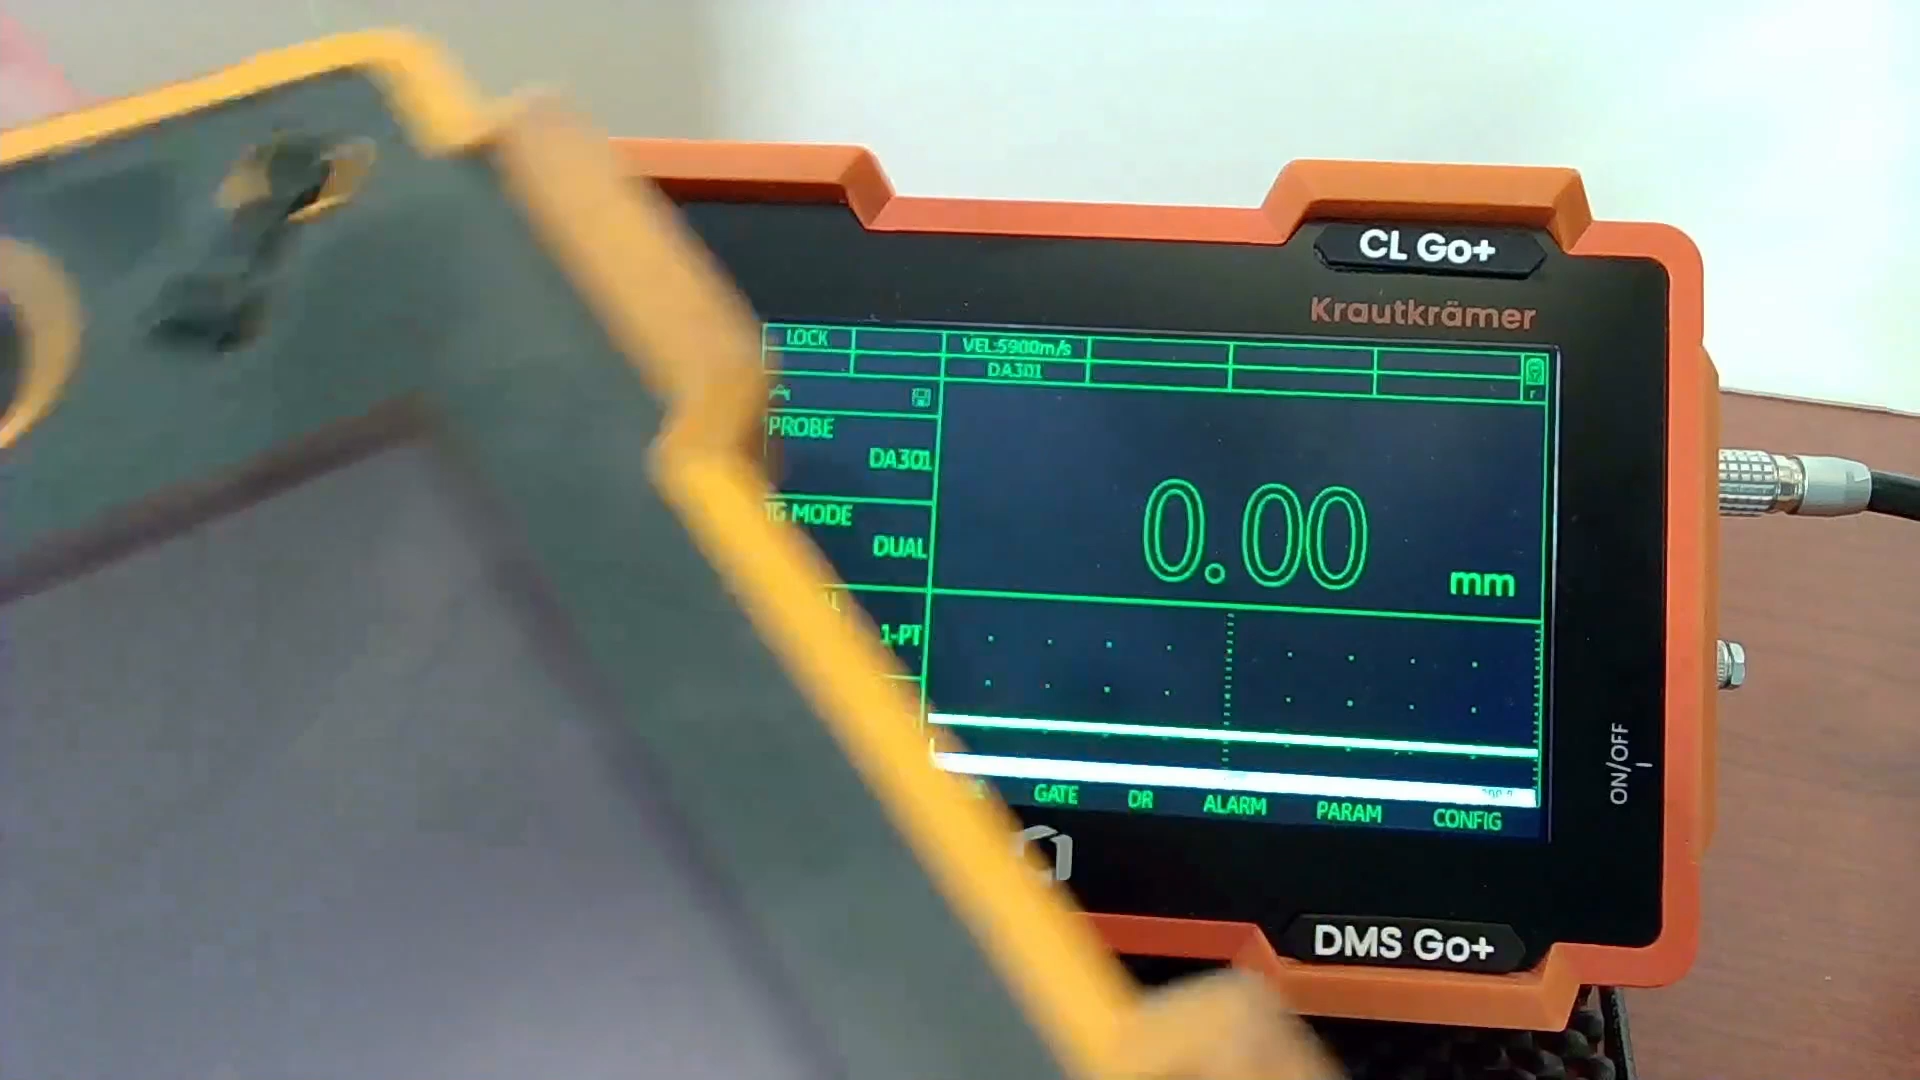 CL Go+
Krautkrämer
LOCK
VEL:5900m/s
DA301
PROBE
DA301
MODE
DUAL
1-PT
0.00
mm
GATE
DR
ALARM
PARAM
CONFIG
ON/OFF
DMS Go+